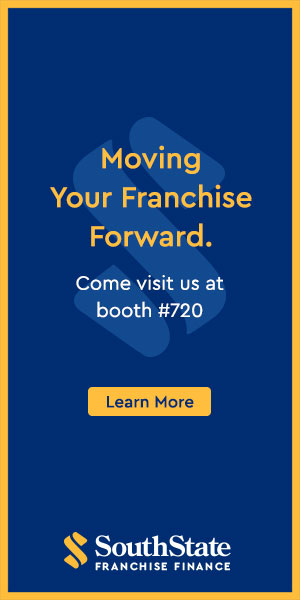 Moving
Your Franchise
Forward.
Come visit us at
booth #720
Learn More
SouthState
FRANCHISE FINANCE